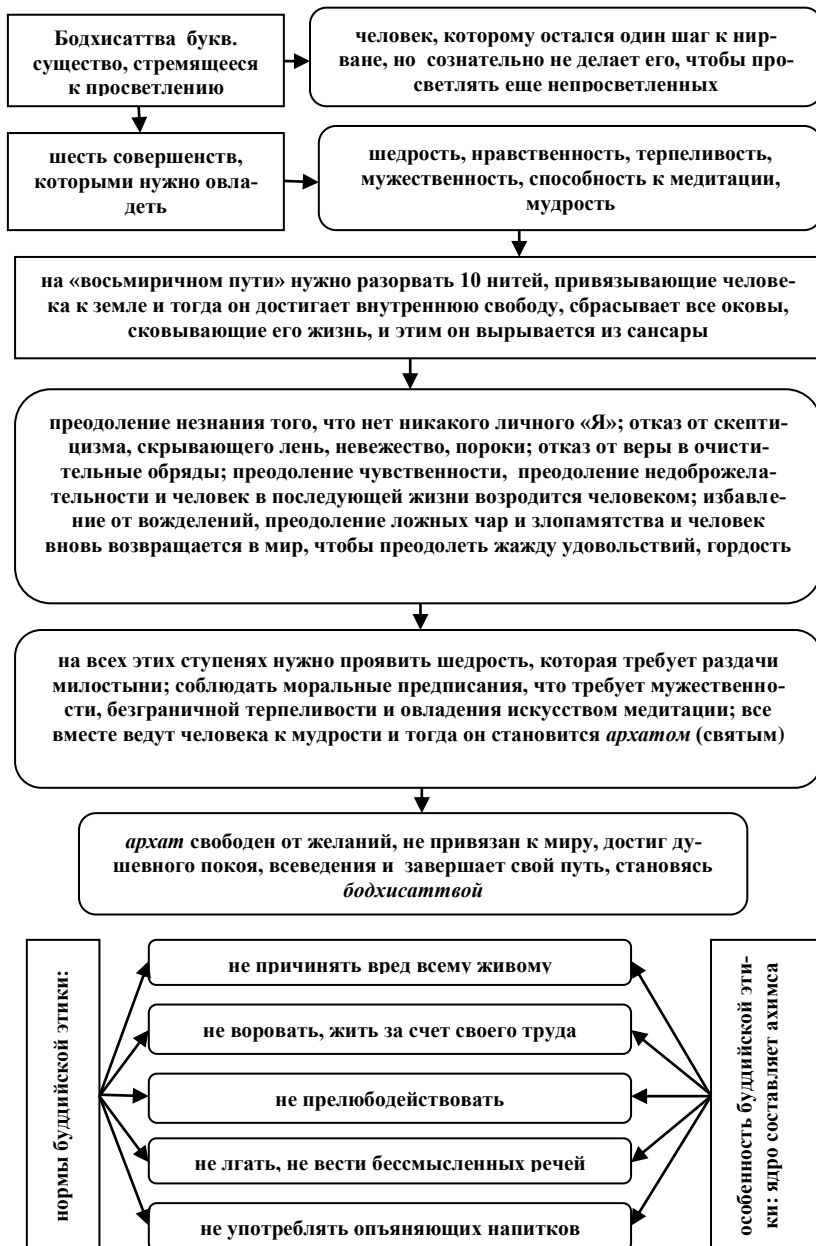 Бодхисаттва букв.
существо, стремящееся
к просветлению
человек, которому остался один шаг к нир-
ване, но сознательно не делает его, чтобы про-
светлять еще непросветленных
шесть совершенств,
которыми нужно овла-
деть
шедрость, нравственность, терпеливость,
мужественность, способность к медитации,
мудрость
на «восьмиричном пути» нужно разорвать 10 нитей, привязывающие челове-
ка к земле и тогда он достигает внутреннюю свободу, сбрасывает все оковы,
сковывающие его жизнь, и этим он вырывается из сансары
преодоление незнания того, что нет никакого личного «Я»; отказ от скепти-
цизма, скрывающего лень, невежество, пороки; отказ от веры в очисти-
тельные обряды; преодоление чувственности, преодоление недоброжела-
тельности и человек в последующей жизни возродится человеком; избавле-
ние от вожделений, преодоление ложных чар и злопамятства и человек
вновь возвращается в мир, чтобы преодолеть жажду удовольствий, гордость
на всех этих ступенях нужно проявить шедрость, которая требует раздачи
милостыни; соблюдать моральные предписания, что требует мужественно-
сти, безграничной терпеливости и овладения искусством медитации; все
вместе ведут человека к мудрости и тогда он становится архатом (святым)
архат свободен от желаний, не привязан к миру, достиг ду-
шевного покоя, всеведения и завершает свой путь, становясь
бодхисаттвой
нормы буддийской этики:
не причинять вред всему живому
не воровать, жить за счет своего труда
не прелюбодействовать
не лгать, не вести бессмысленных речей
не употреблять опъяняющих напитков
особенность буддийской эти-
ки: ядро составляет ахимса